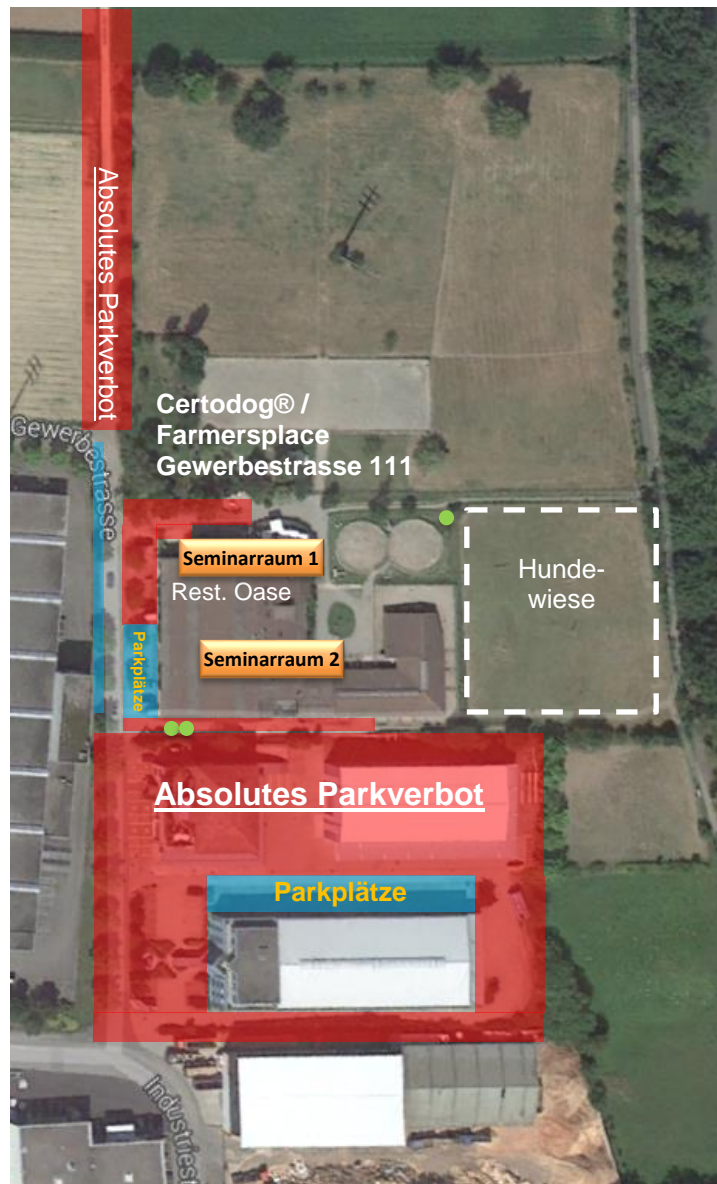 Absolutes Parkverbot
Certodog® /
Farmersplace
Gewerbestrasse 111
Gewerbestrasse
Seminarraum 1
Rest. Oase
Hunde-
wiese
Parkplätze
Seminarraum 2
Absolutes Parkverbot
Parkplätze
Industriest